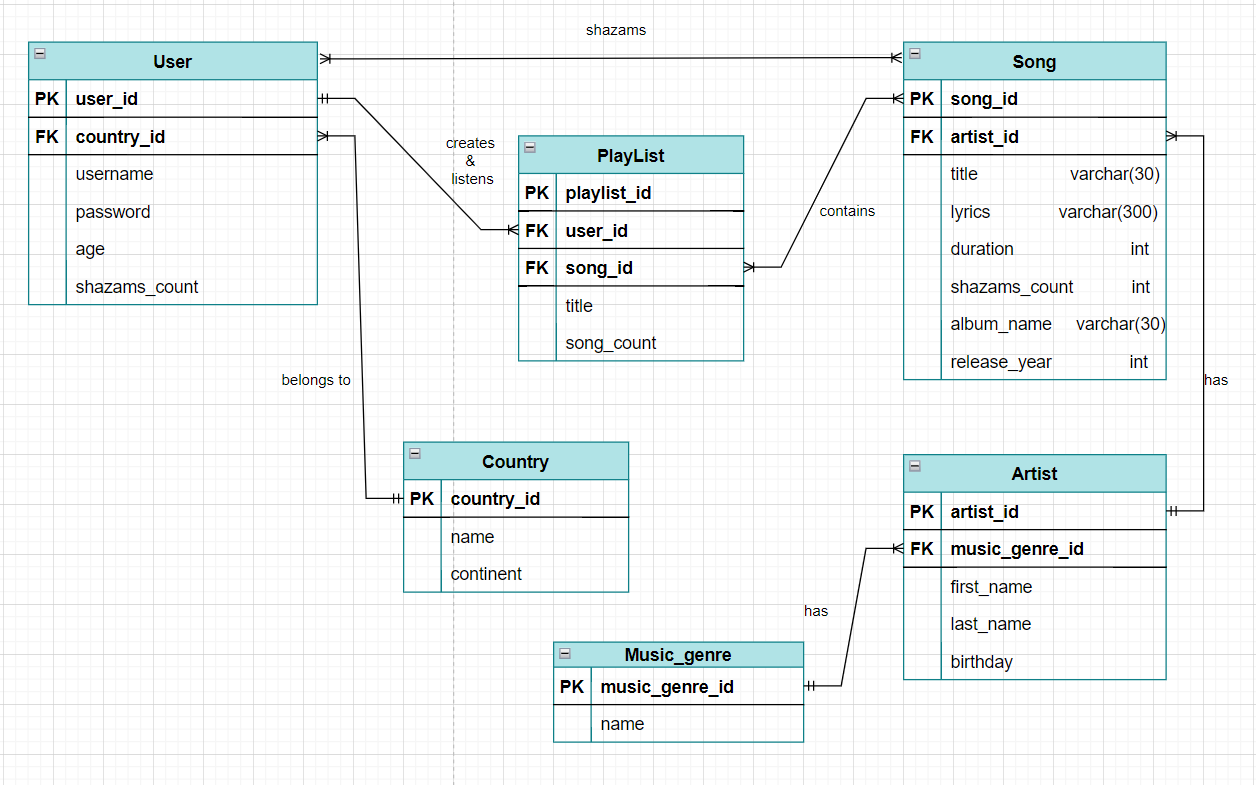 shazams
User
PK user_id
FK country_id
username
password
age
shazams_count
creates
&
listens
PlayList
PK playlist_id
FK user_id
FK song_id
title
song_count
contains
Song
PK song_id
FK artist_id
title varchar(30)
lyrics varchar(300)
duration int
shazams_count int
album_name varchar(30)
release_year int
belongs to
has
Country
PK country_id
name
continent
Artist
PK artist_id
FK music_genre_id
first_name
last_name
birthday
has
Music_genre
PK music_genre_id
name